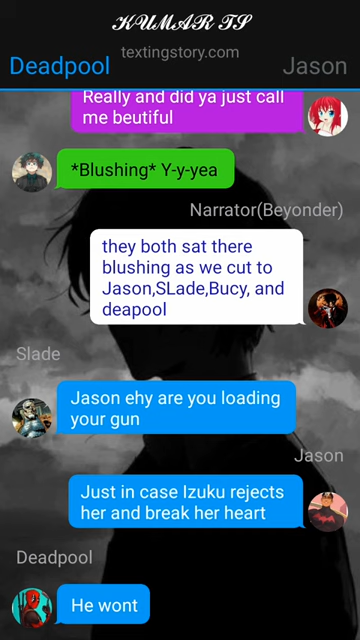 KUMAR TS
textingstory.com
Deadpool Jason
Really and did ya just call
me beutiful
*Blushing* Y-y-yea
Narrator(Beyonder)
they both sat there
blushing as we cut to
Jason,SLade,Bucy, and
deapool
Slade
Jason ehy are you loading
your gun
Jason
Just in case Izuku rejects
her and break her heart
Deadpool
He wont